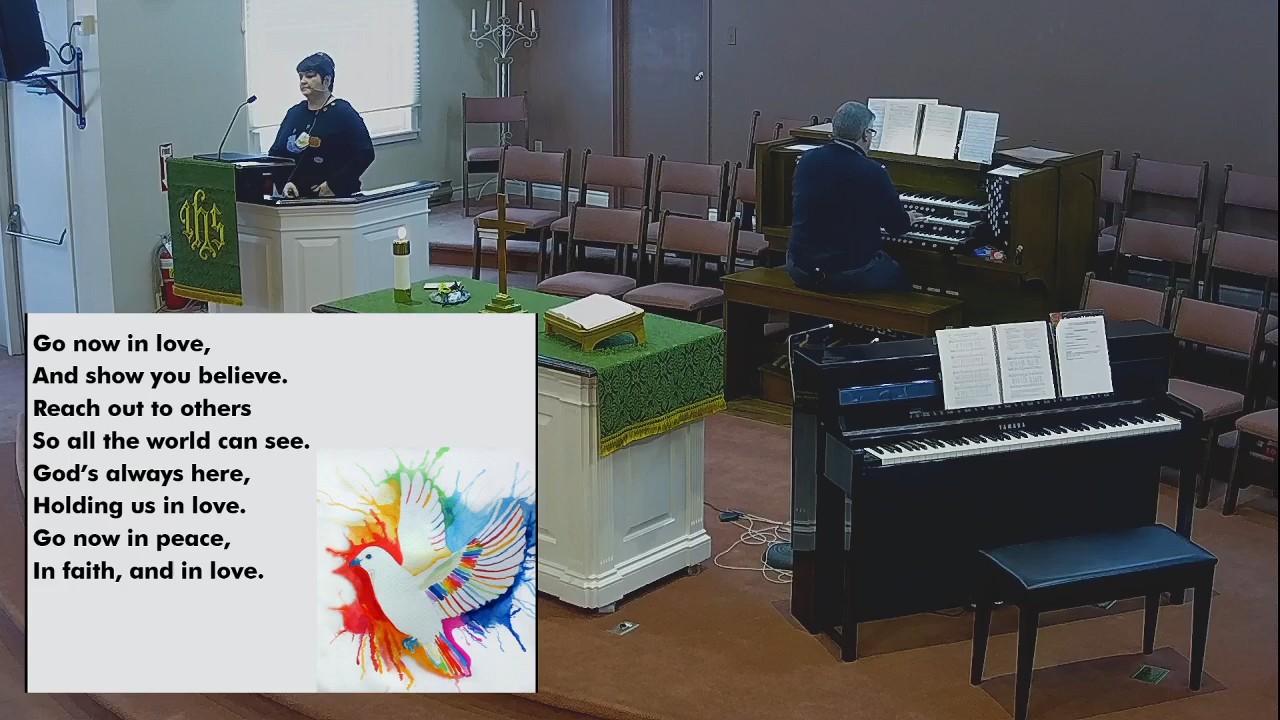 Go now in love,
And show you believe.
Reach out to others
So all the world can see.
God's always here,
Holding us in love.
Go now in peace,
In faith, and in love.
IHS
YAMAHA